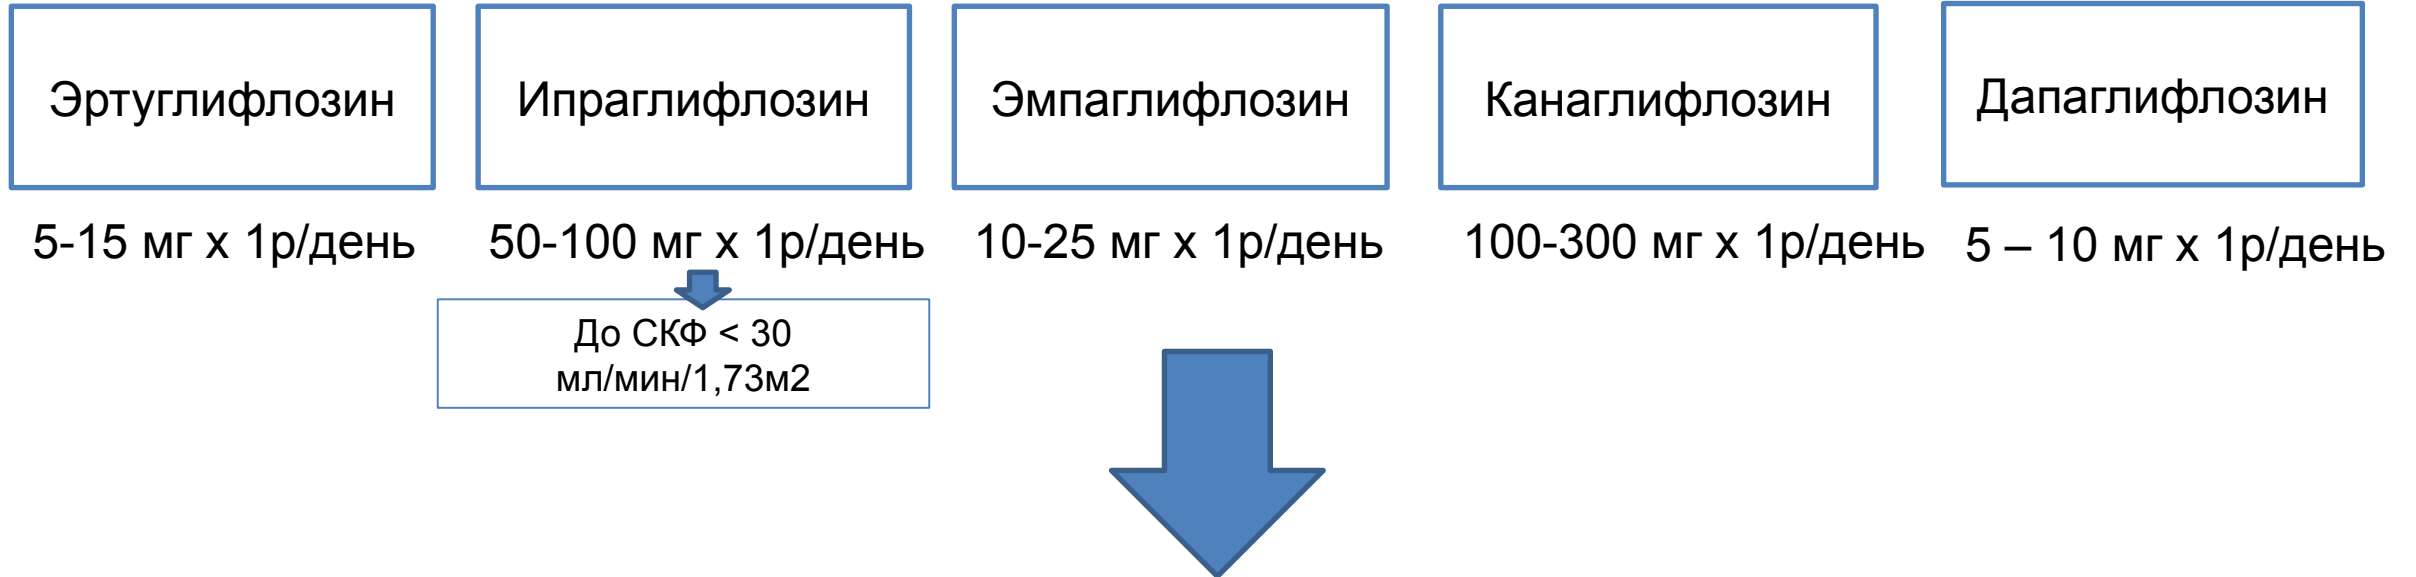 Эртуглифлозин
Ипраглифлозин
Эмпаглифлозин
Канаглифлозин
Дапаглифлозин
5-15 мг х 1р/день
50-100 мг х 1р/день
10-25 мг х 1р/день
100-300 мг х 1р/день
5 – 10 мг х 1р/день
До СКФ < 30
мл/мин/1,73м2